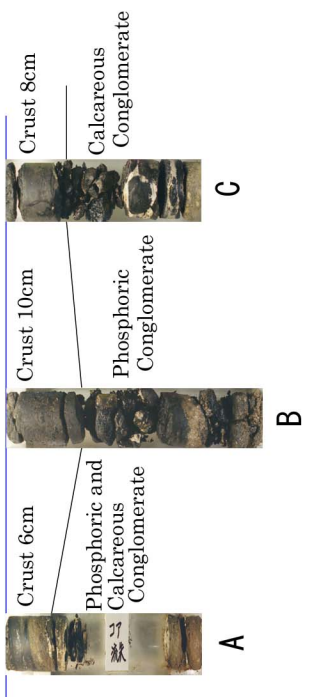 Crust 6cm
Phosphoric and
Calcareous
Conglomerate
A
Crust 10cm
Phosphoric
Conglomerate
B
Crust 8cm
Calcareous
Conglomerate
C